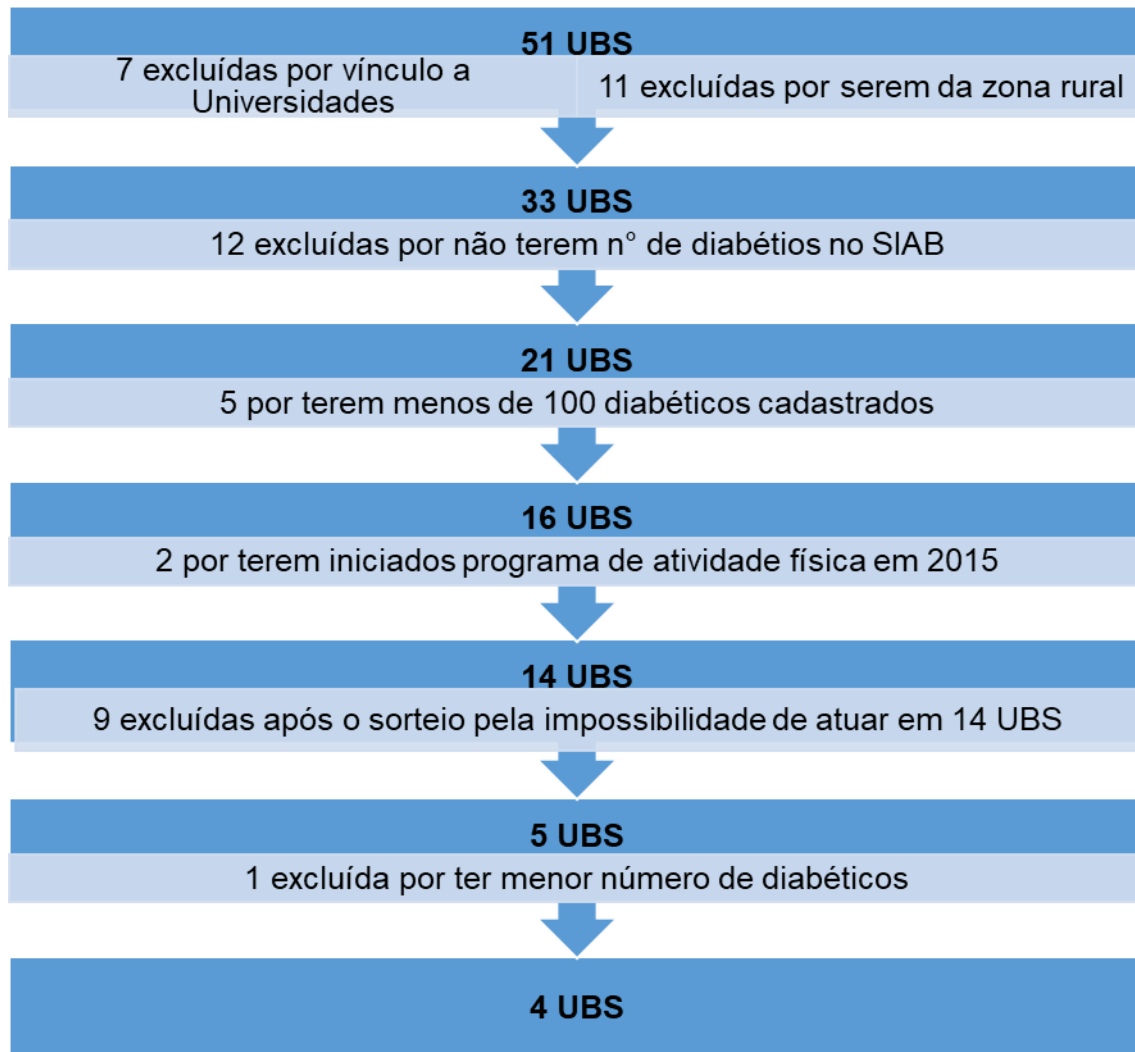 51 UBS
7 excluídas por vínculo a
Universidades
11 excluídas por serem da zona rural
33 UBS
12 excluídas por não terem n° de diabétios no SIAB
21 UBS
5 por terem menos de 100 diabéticos cadastrados
16 UBS
2 por terem iniciados programa de atividade física em 2015
14 UBS
9 excluídas após o sorteio pela impossibilidade de atuar em 14 UBS
5 UBS
1 excluída por ter menor número de diabéticos
4 UBS